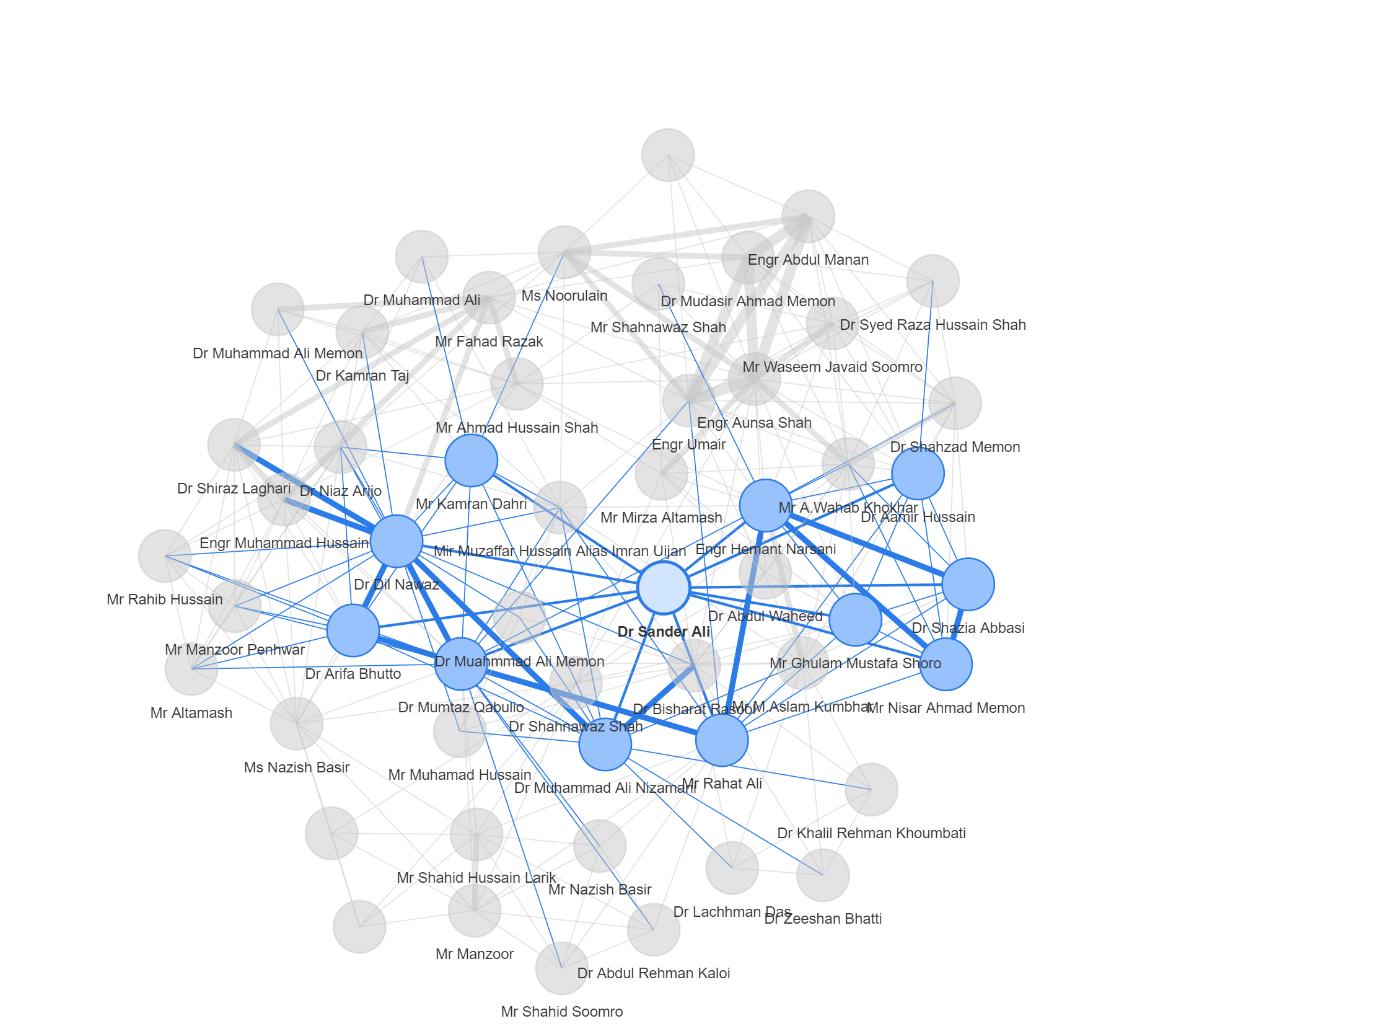 Engr Abdul Manan
Dr Muhammad Ali
Ms Noorulain
Dr Mudasir Ahmad Memon
Mr Shahnawaz Shah
Dr Syed Raza Hussain Shah
Mr Fahad Razak
Dr Muhammad Ali Memon
Dr Kamran Taj
Mr Waseem Javaid Soomro
Engr Aunsa Shah
Mr Ahmad Hussain Shah
Engr Umair
Dr Shahzad Memon
Dr Shiraz Laghari
Dr Niaz Arijo
Mr Kamran Dahri
Mr A.Wahab Khokhar
Mr Mirza Altamash
Dr Aamir Hussain
Engr Muhammad Hussain
Mir Muzaffar Hussain Alias Imran Ujjan
Engr Hemant Narsani
Dr Dil Nawaz
Mr Rahib Hussain
Dr Abdul Waheed
Dr Shazia Abbasi
Dr Sander Ali
Mr Manzoor Penhwar
Dr Muahmmad Ali Memon
Mr Ghulam Mustafa Shoro
Dr Arifa Bhutto
Dr Mumtaz Qabulio
Dr Bisharat Rasool
Mr M.Aslam Kumbhar
Mr Nisar Ahmad Memon
Mr Altamash
Dr Shahnawaz Shah
Ms Nazish Basir
Mr Muhamad Hussain
Dr Muhammad Ali Nizamani
Mr Rahat Ali
Dr Khalil Rehman Khoumbati
Mr Shahid Hussain Larik
Mr Nazish Basir
Dr Lachhman Das
Dr Zeeshan Bhatti
Mr Manzoor
Dr Abdul Rehman Kaloi
Mr Shahid Soomro